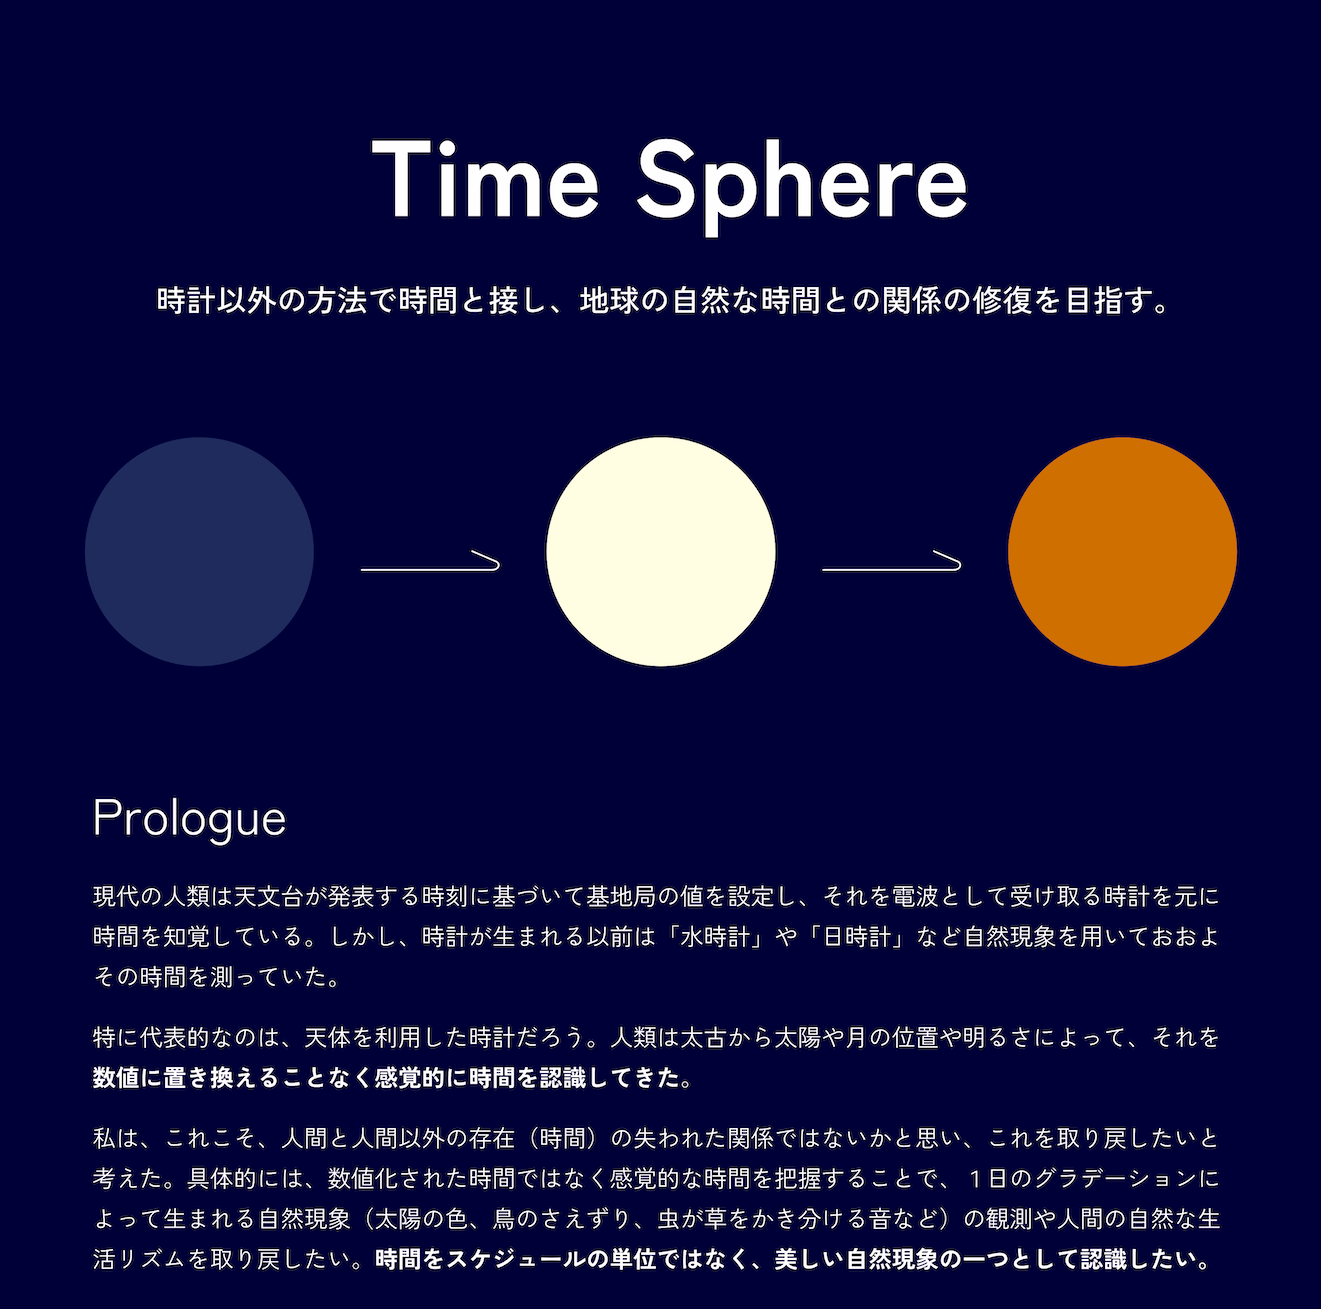 Time Sphere
時計以外の方法で時間と接し、地球の自然な時間との関係の修復を目指す。
Prologue
現代の人類は天文台が発表する時刻に基づいて基地局の値を設定し、それを電波として受け取る時計を元に
時間を知覚している。しかし、時計が生まれる以前は「水時計」や「日時計」など自然現象を用いておおよ
その時間を測っていた。
特に代表的なのは、天体を利用した時計だろう。人類は太古から太陽や月の位置や明るさによって、それを
数値に置き換えることなく感覚的に時間を認識してきた。
私は、これこそ、人間と人間以外の存在（時間）の失われた関係ではないかと思い、これを取り戻したいと
考えた。具体的には、数値化された時間ではなく感覚的な時間を把握することで、１日のグラデーションに
よって生まれる自然現象（太陽の色、鳥のさえずり、虫が草をかき分ける音など）の観測や人間の自然な生
活リズムを取り戻したい。時間をスケジュールの単位ではなく、美しい自然現象の一つとして認識したい。